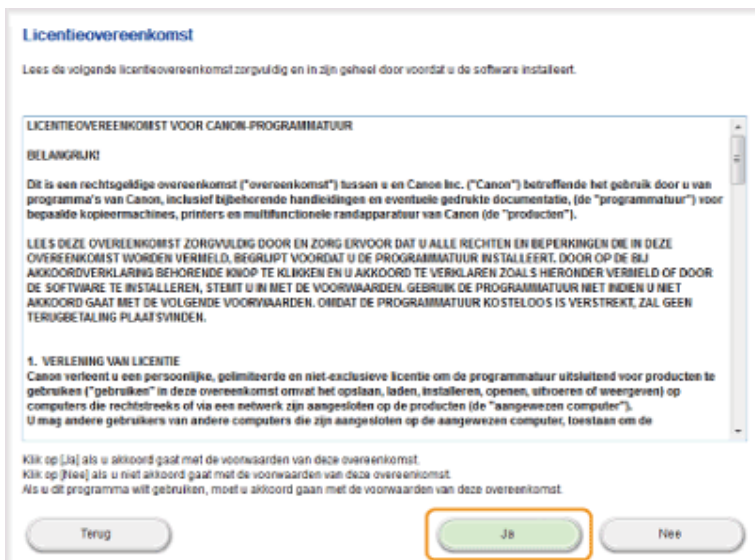 Licentieovereenkomst
Lees de volgende licentieovereenkomst zorgvuldig en in zijn geheel door voordat u de software installeert.
LICENTIEOVEREENKOMST VOOR CANON-PROGRAMMATUUR
BELANGRIJK!
Dit is een rechtsgeldige overeenkomst ("overeenkomst") tussen u en Canon Inc. ("Canon") betreffende het gebruik door u van
programma's van Canon, inclusief bijbehorende handleidingen en eventuele gedrukte documentatie, (de "programmatuur") voor
bepaalde kopieermachines, printers en multifunctionele randapparatuur van Canon (de "producten").
LEES DEZE OVEREENKOMST ZORGVULDIG DOOR EN ZORG ERVOOR DAT U ALLE RECHTEN EN BEPERKINGEN DIE IN DEZE
OVEREENKOMST WORDEN VERMELD, BEGRIJPT VOORDAT U DE PROGRAMMATUUR INSTALLEERT. DOOR OP DE BIJ
AKKOORDVERKLARING BEHORENDE KNOP TE KLIKKEN EN U AKKOORD TE VERKLAREN ZOALS HIERONDER VERMELD OF DOOR
DE SOFTWARE TE INSTALLEREN, STEMT U IN MET DE VOORWAARDEN. GEBRUIK DE PROGRAMMATUUR NIET INDIEN U NIET
AKKOORD GAAT MET DE VOLGENDE VOORWAARDEN. OMDAT DE PROGRAMMATUUR KOSTELOOS IS VERSTREKT, ZAL GEEN
TERUGBETALING PLAATSVINDEN.
1. VERLENING VAN LICENTIE
Canon verleent u een persoonlijke, gelimiteerde en niet-exclusieve licentie om de programmatuur uitsluitend voor producten te
gebruiken ("gebruiken" in deze overeenkomst omvat het opslaan, laden, installeren, openen, uitvoeren of weergeven) op
computers die rechtstreeks of via een netwerk zijn aangesloten op de producten (de "aangewezen computer").
U mag andere gebruikers van andere computers die zijn aangesloten op de aangewezen computer, toestaan om de
Klik op [Ja] als u akkoord gaat met de voorwaarden van deze overeenkomst.
Klik op [Nee] als u niet akkoord gaat met de voorwaarden van deze overeenkomst.
Als u dit programma wilt gebruiken, moet u akkoord gaan met de voorwaarden van deze overeenkomst.
Terug Ja Nee